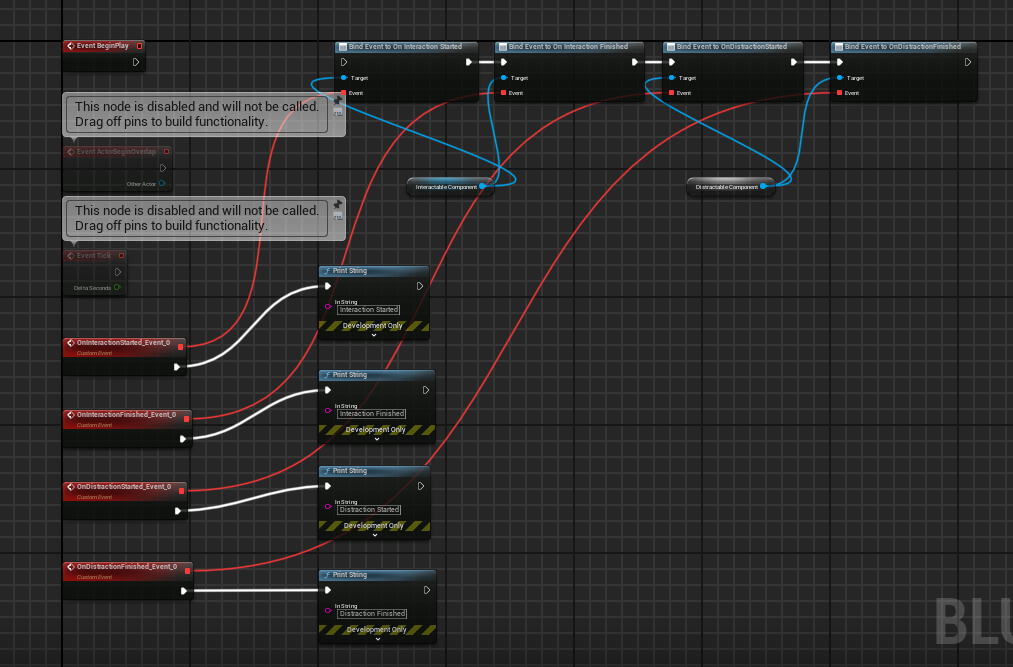 Event BeginPlay
Bind Event to On Interaction Started
Target
Event
Bind Event to On Interaction Finished
Target
Event
Bind Event to OnDistractionStarted
Target
Event
Bind Event to OnDistractionFinished
Target
Event
This node is disabled and will not be called.
Drag off pins to build functionality.
Event ActorBeginOverlap
Other Actor
Interactable Component
Distractable Component
This node is disabled and will not be called.
Drag off pins to build functionality.
Event Tick
Delta Seconds
Print String
In String
Interaction Started
Development Only
OnInteractionStarted_Event_0
Custom Event
Print String
In String
Interaction Finished
Development Only
OnInteractionFinished_Event_0
Custom Event
Print String
In String
Distraction Started
Development Only
OnDistractionStarted_Event_0
Custom Event
Print String
In String
Distraction Finished
Development Only
OnDistractionFinished_Event_0
Custom Event
BLU